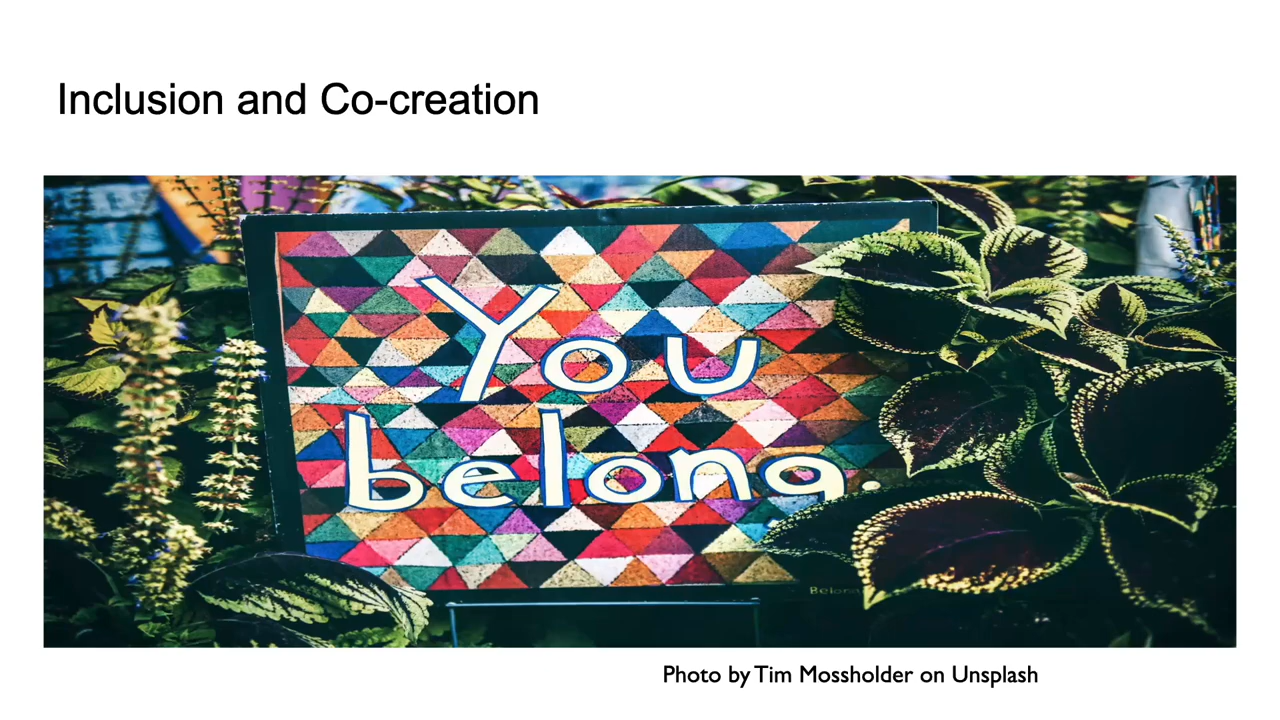 Inclusion and Co-creation
You
belong.
Photo by Tim Mossholder on Unsplash